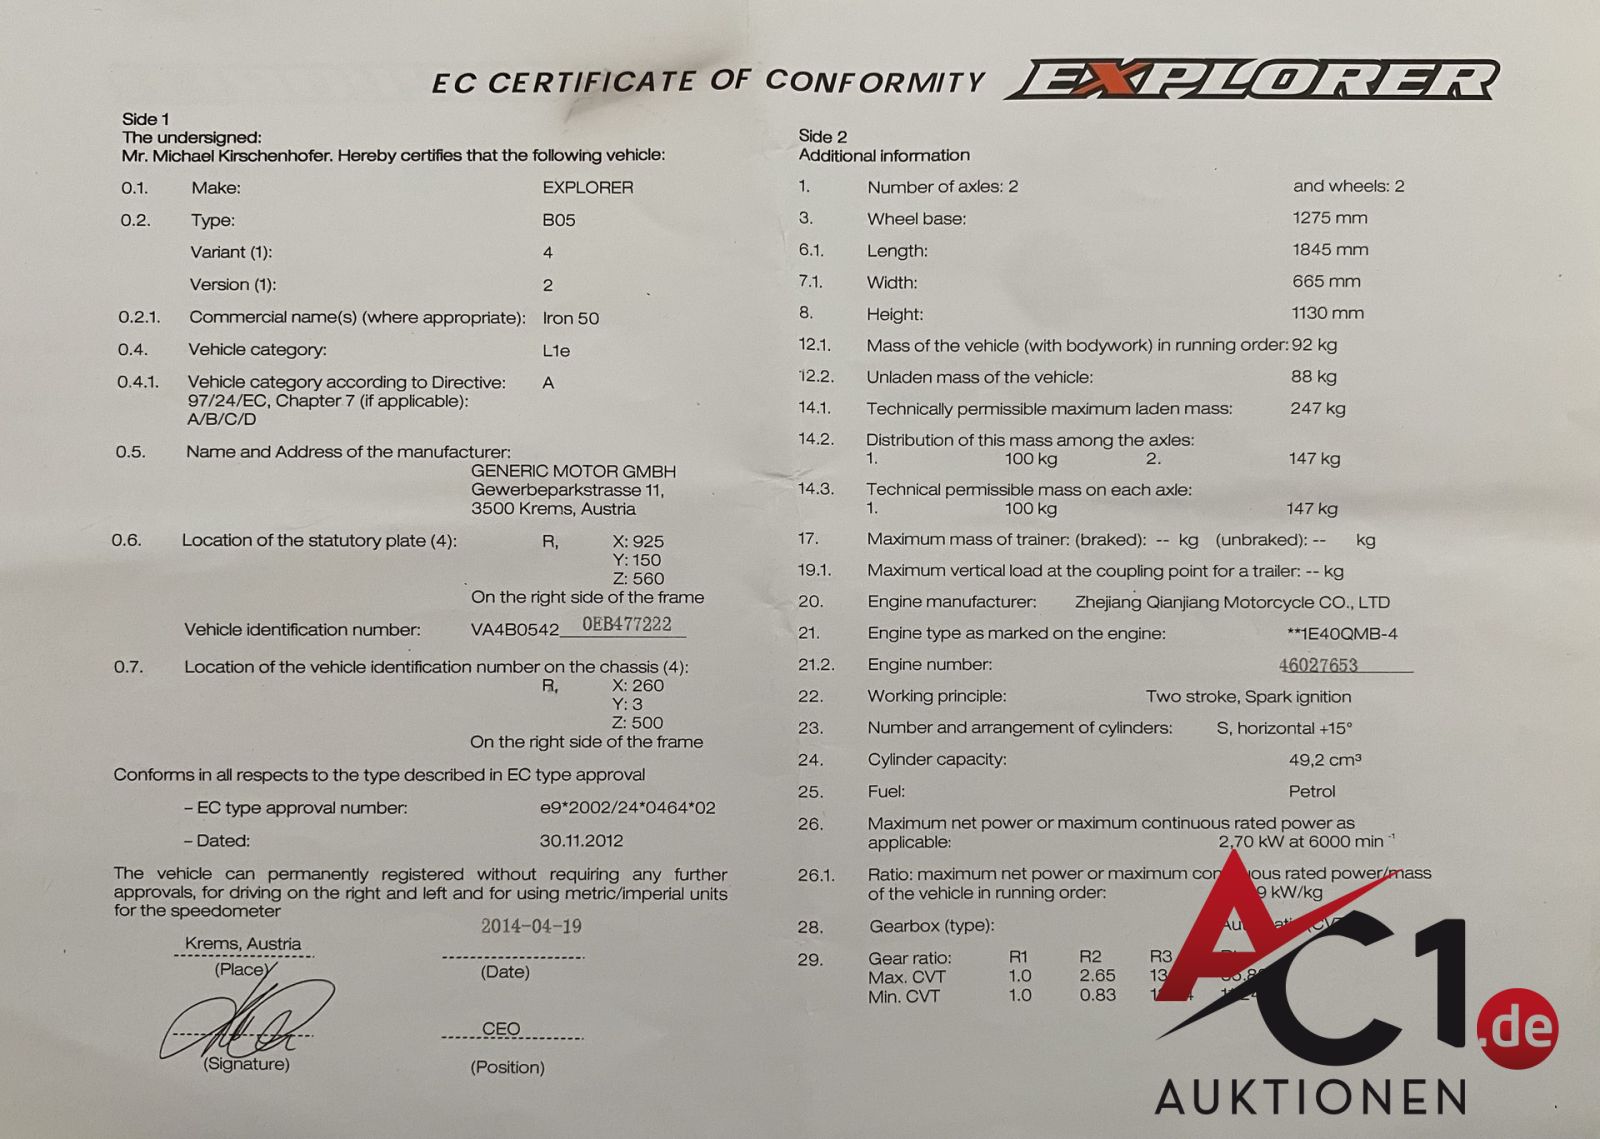 EC CERTIFICATE OF CONFORMITY EXPLORER
Side 1
The undersigned:
Mr. Michael Kirschenhofer. Hereby certifies that the following vehicle:
0.1. Make: EXPLORER
0.2. Type: B05
Variant (1): 4
Version (1): 2
0.2.1. Commercial name(s) (where appropriate): Iron 50
0.4. Vehicle category: L1e
0.4.1. Vehicle category according to Directive: A
97/24/EC, Chapter 7 (if applicable):
A/B/C/D
0.5. Name and Address of the manufacturer:
GENERIC MOTOR GMBH
Gewerbeparkstrasse 11,
3500 Krems, Austria
0.6. Location of the statutory plate (4): R, X: 925
Y: 150
Z: 560
On the right side of the frame
Vehicle identification number: VA4B0542 0EB477222
0.7. Location of the vehicle identification number on the chassis (4):
R, X: 260
Y: 3
Z: 500
On the right side of the frame
Conforms in all respects to the type described in EC type approval
– EC type approval number: e9*2002/24*0464*02
– Dated: 30.11.2012
The vehicle can permanently registered without requiring any further
approvals, for driving on the right and left and for using metric/imperial units
for the speedometer
2014-04-19
Krems, Austria
(Place) (Date)
CEO
(Signature) (Position)
Side 2
Additional information
1. Number of axles: 2 and wheels: 2
3. Wheel base: 1275 mm
6.1. Length: 1845 mm
7.1. Width: 665 mm
8. Height: 1130 mm
12.1. Mass of the vehicle (with bodywork) in running order: 92 kg
12.2. Unladen mass of the vehicle: 88 kg
14.1. Technically permissible maximum laden mass: 247 kg
14.2. Distribution of this mass among the axles:
1. 100 kg 2. 147 kg
14.3. Technical permissible mass on each axle:
1. 100 kg 147 kg
17. Maximum mass of trainer: (braked): -- kg (unbraked): -- kg
19.1. Maximum vertical load at the coupling point for a trailer: -- kg
20. Engine manufacturer: Zhejiang Qianjiang Motorcycle CO., LTD
21. Engine type as marked on the engine: **1E40QMB-4
21.2. Engine number: 46027653
22. Working principle: Two stroke, Spark ignition
23. Number and arrangement of cylinders: S, horizontal +15°
24. Cylinder capacity: 49,2 cm³
25. Fuel: Petrol
26. Maximum net power or maximum continuous rated power as
applicable: 2,70 kW at 6000 min⁻¹
26.1. Ratio: maximum net power or maximum rated power/mass
of the vehicle in running order: kW/kg
28. Gearbox (type):
29. Gear ratio: R1 R2 R3
Max. CVT 1.0 2.65
Min. CVT 1.0 0.83
AC1.de
AUKTIONEN